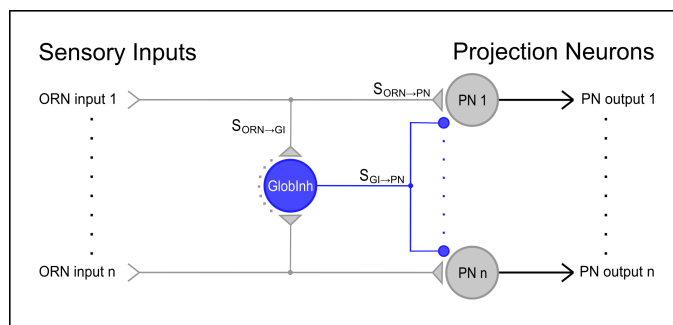 Sensory Inputs
Projection Neurons
ORN input 1
S_ORN→PN
PN 1
PN output 1
S_ORN→GI
GlobInh
S_GI→PN
ORN input n
PN n
PN output n